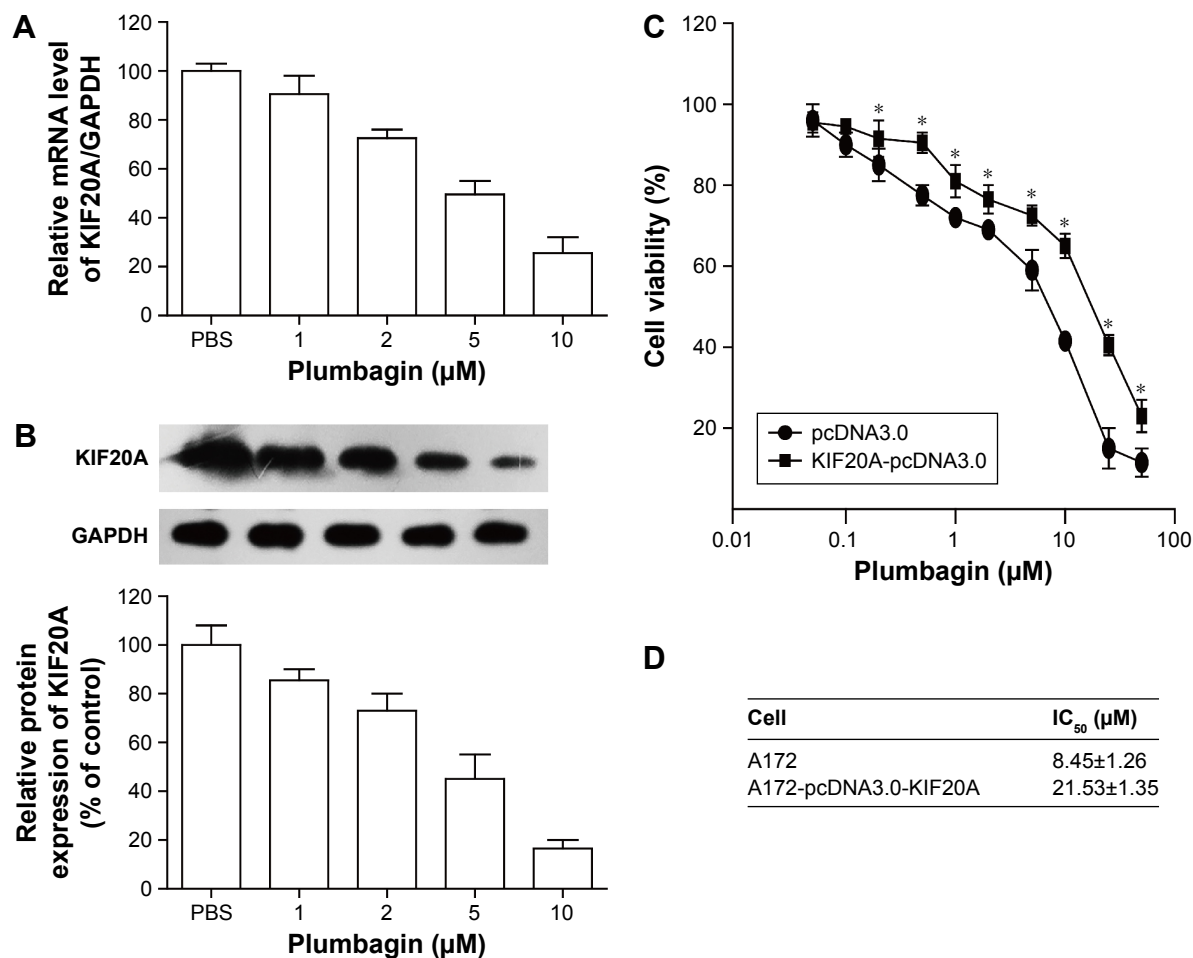 A
120
100
80
60
40
20
0
Relative mRNA level
of KIF20A/GAPDH
PBS
1
2
5
10
Plumbagin (µM)
B
KIF20A
GAPDH
120
100
80
60
40
20
0
Relative protein
expression of KIF20A
(% of control)
PBS
1
2
5
10
Plumbagin (µM)
C
120
100
80
60
40
20
Cell viability (%)
*
*
*
*
*
*
*
*
pcDNA3.0
KIF20A-pcDNA3.0
0.01
0.1
1
10
100
Plumbagin (µM)
D
Cell IC50 (µM)
A172 8.45±1.26
A172-pcDNA3.0-KIF20A 21.53±1.35